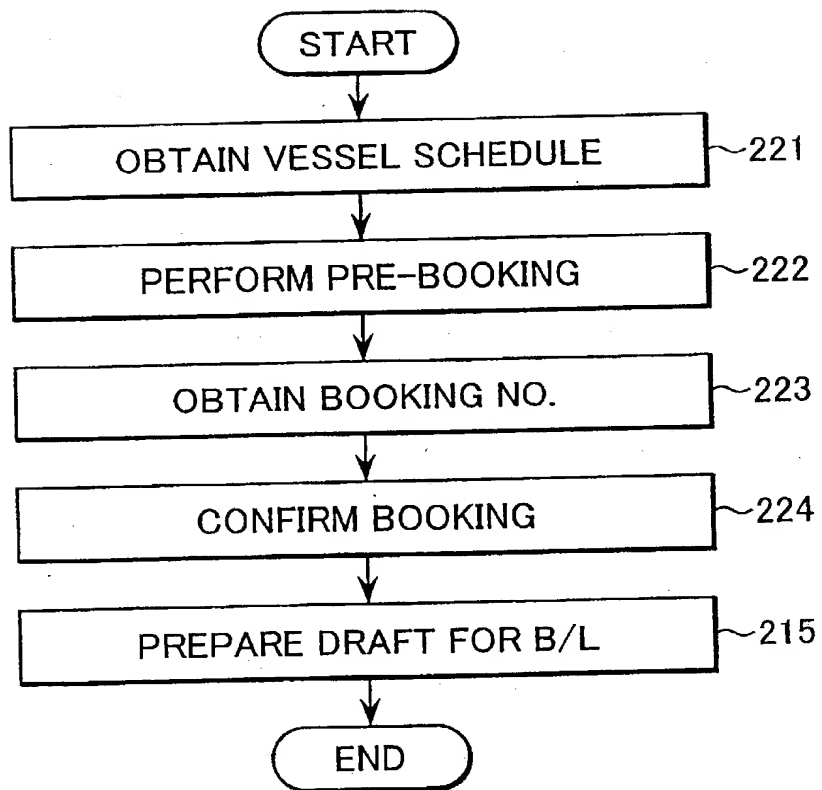 START
OBTAIN VESSEL SCHEDULE 221
PERFORM PRE-BOOKING 222
OBTAIN BOOKING NO. 223
CONFIRM BOOKING 224
PREPARE DRAFT FOR B/L 215
END